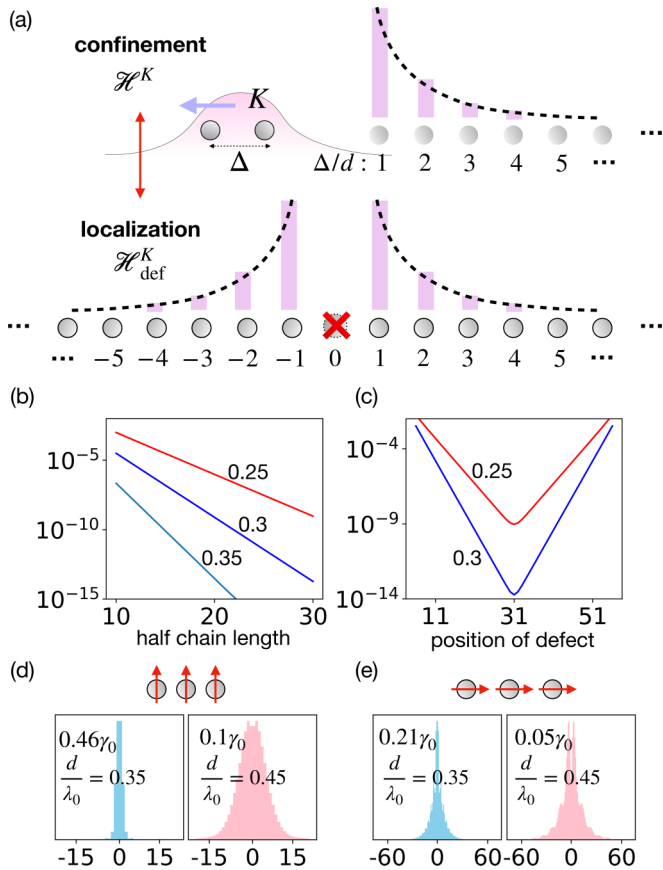 (a)
confinement
ℋ^K
K
Δ
Δ/d : 1 2 3 4 5 ...
...
localization
ℋ^K_def
... ...
... −5 −4 −3 −2 −1 0 1 2 3 4 5 ...
(b)
10^−5
10^−10
10^−15
0.25
0.3
0.35
10 20 30
half chain length
(c)
10^−4
10^−9
10^−14
0.25
0.3
11 31 51
position of defect
(d)
0.46γ₀
d/λ₀ = 0.35
-15 0 15
0.1γ₀
d/λ₀ = 0.45
-15 0 15
(e)
0.21γ₀
d/λ₀ = 0.35
-60 0 60
0.05γ₀
d/λ₀ = 0.45
-60 0 60